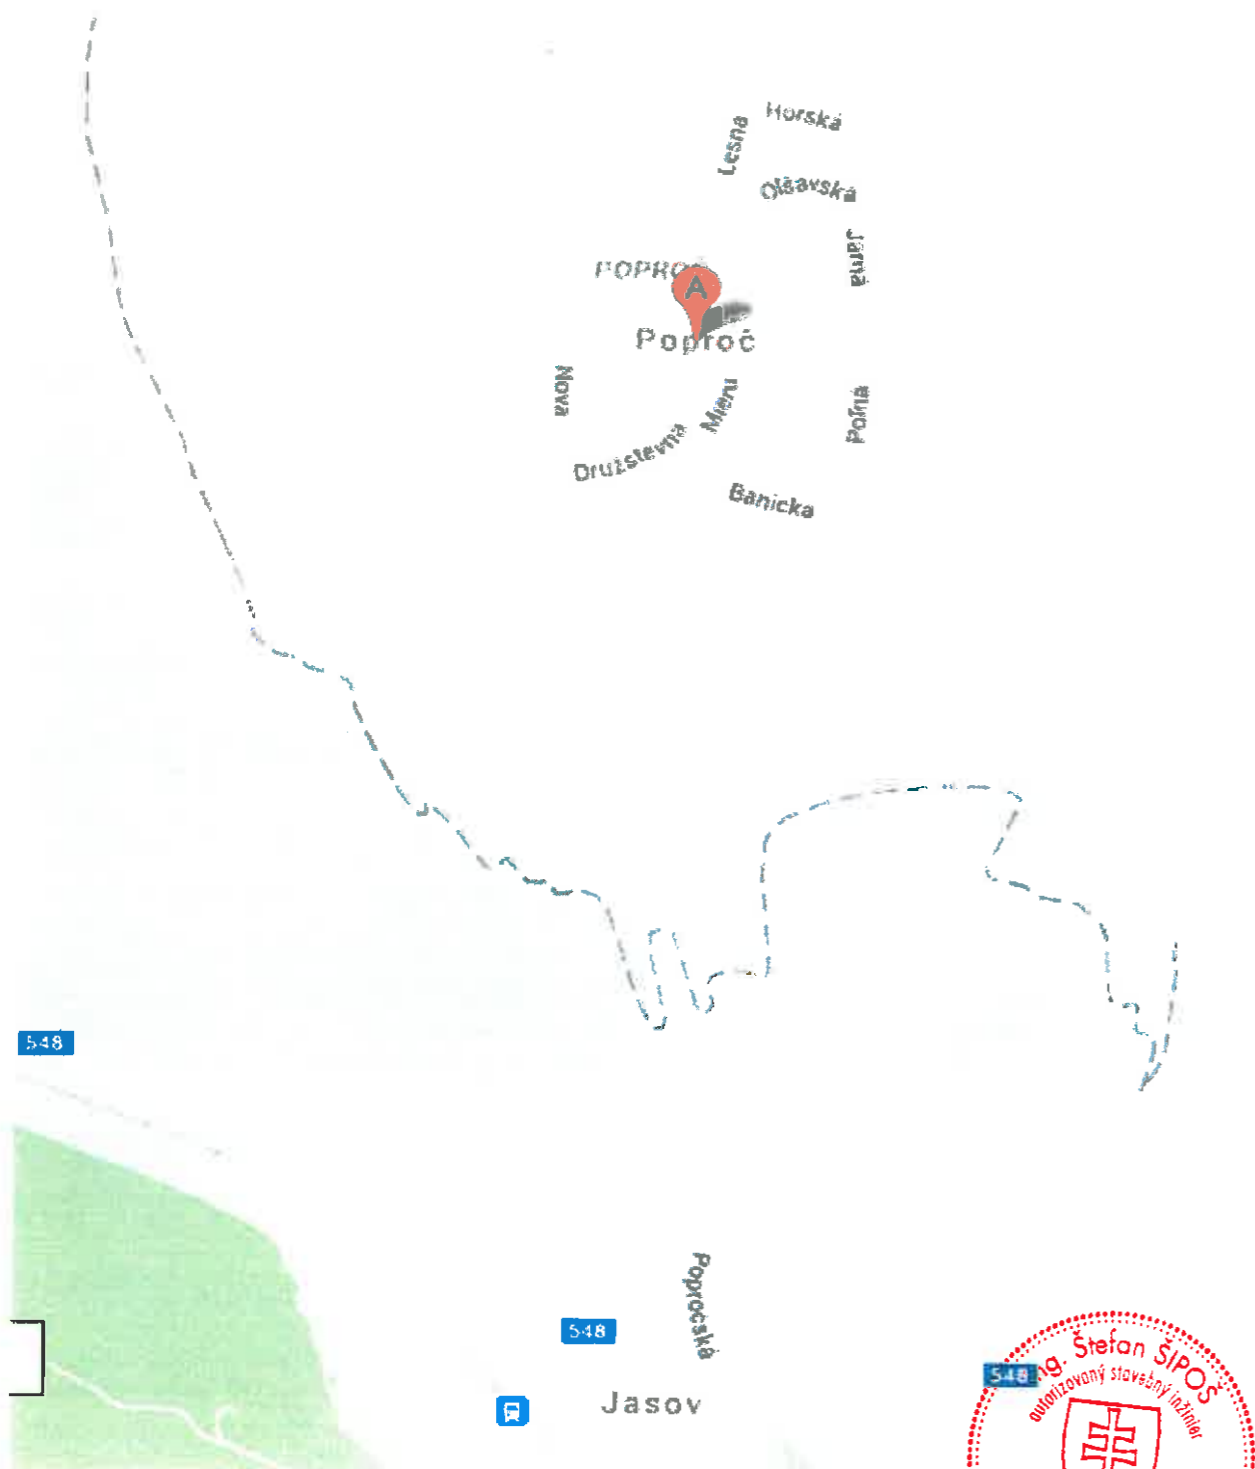 Horská
Lesná
Olšavská
Jarná
POPROČ
A
Poproč
Nová
Mieru
Poľná
Družstevná
Banícka
548
Popročská
548
Jasov
548
Ing. Štefan ŠIPOŠ
autorizovaný stavebný inžinier